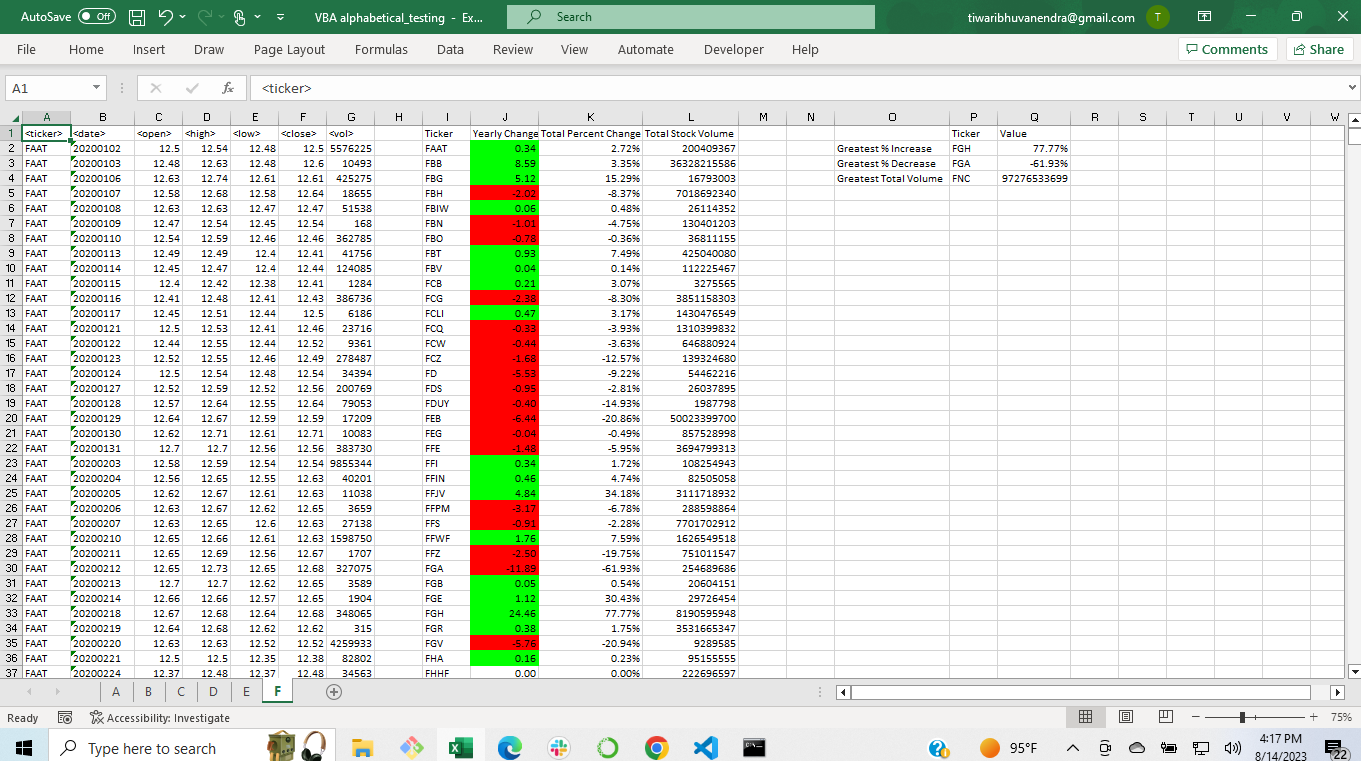 AutoSave Off VBA alphabetical_testing - Ex... Search tiwaribhuvanendra@gmail.com T
File Home Insert Draw Page Layout Formulas Data Review View Automate Developer Help Comments Share
A1 fx <ticker>
A B C D E F G H I J K L M N O P Q R S T U V W
1 <ticker> <date> <open> <high> <low> <close> <vol> Ticker Yearly Change Total Percent Change Total Stock Volume Ticker Value
2 FAAT 20200102 12.5 12.54 12.48 12.5 5576225 FAAT 0.34 2.72% 200409367 Greatest % Increase FGH 77.77%
3 FAAT 20200103 12.48 12.63 12.48 12.6 10493 FBB 8.59 3.35% 36328215586 Greatest % Decrease FGA -61.93%
4 FAAT 20200106 12.63 12.74 12.61 12.61 425275 FBG 5.12 15.29% 16793003 Greatest Total Volume FNC 97276533699
5 FAAT 20200107 12.58 12.68 12.58 12.64 18655 FBH -2.02 -8.37% 7018692340
6 FAAT 20200108 12.63 12.63 12.47 12.47 51538 FBIW 0.06 0.48% 26114352
7 FAAT 20200109 12.47 12.54 12.45 12.54 168 FBN -1.01 -4.75% 130401203
8 FAAT 20200110 12.54 12.59 12.46 12.46 362785 FBO -0.78 -0.36% 36811155
9 FAAT 20200113 12.49 12.49 12.4 12.41 41756 FBT 0.93 7.49% 425040080
10 FAAT 20200114 12.45 12.47 12.4 12.44 124085 FBV 0.04 0.14% 112225467
11 FAAT 20200115 12.4 12.42 12.38 12.41 1284 FCB 0.21 3.07% 3275565
12 FAAT 20200116 12.41 12.48 12.41 12.43 386736 FCG -2.38 -8.30% 3851158303
13 FAAT 20200117 12.45 12.51 12.44 12.5 6186 FCLI 0.47 3.17% 1430476549
14 FAAT 20200121 12.5 12.53 12.41 12.46 23716 FCQ -0.33 -3.93% 1310399832
15 FAAT 20200122 12.44 12.55 12.44 12.52 9361 FCW -0.44 -3.63% 646880924
16 FAAT 20200123 12.52 12.55 12.46 12.49 278487 FCZ -1.68 -12.57% 139324680
17 FAAT 20200124 12.5 12.54 12.48 12.54 34394 FD -5.53 -9.22% 54462216
18 FAAT 20200127 12.52 12.59 12.52 12.56 200769 FDS -0.95 -2.81% 26037895
19 FAAT 20200128 12.57 12.64 12.55 12.64 79053 FDUY -0.40 -14.93% 1987798
20 FAAT 20200129 12.64 12.67 12.59 12.59 17209 FEB -6.44 -20.86% 50023399700
21 FAAT 20200130 12.62 12.71 12.61 12.71 10083 FEG -0.04 -0.49% 857528998
22 FAAT 20200131 12.7 12.7 12.56 12.56 383730 FFE -1.48 -5.95% 3694799313
23 FAAT 20200203 12.58 12.59 12.54 12.54 9855344 FFI 0.34 1.72% 108254943
24 FAAT 20200204 12.56 12.65 12.55 12.63 40201 FFIN 0.46 4.74% 82505058
25 FAAT 20200205 12.62 12.67 12.61 12.63 11038 FFJV 4.84 34.18% 3111718932
26 FAAT 20200206 12.63 12.67 12.62 12.65 3659 FFPM -3.17 -6.78% 288598864
27 FAAT 20200207 12.63 12.65 12.6 12.63 27138 FFS -0.91 -2.28% 7701702912
28 FAAT 20200210 12.65 12.66 12.61 12.63 1598750 FFWF 1.76 7.59% 1626549518
29 FAAT 20200211 12.65 12.69 12.56 12.67 1707 FFZ -2.50 -19.75% 751011547
30 FAAT 20200212 12.65 12.73 12.65 12.68 327075 FGA -11.89 -61.93% 254689686
31 FAAT 20200213 12.7 12.7 12.62 12.65 3589 FGB 0.05 0.54% 20604151
32 FAAT 20200214 12.66 12.66 12.57 12.65 1904 FGE 1.12 30.43% 29726454
33 FAAT 20200218 12.67 12.68 12.64 12.68 348065 FGH 24.46 77.77% 8190595948
34 FAAT 20200219 12.64 12.68 12.62 12.62 315 FGR 0.38 1.75% 3531665347
35 FAAT 20200220 12.63 12.63 12.52 12.52 4259933 FGV -5.76 -20.94% 9289585
36 FAAT 20200221 12.5 12.5 12.35 12.38 82802 FHA 0.16 0.23% 95155555
37 FAAT 20200224 12.37 12.48 12.37 12.48 34563 FHHF 0.00 0.00% 222696597
A B C D E F
Ready Accessibility: Investigate 75%
Type here to search 95°F 4:17 PM
8/14/2023 22